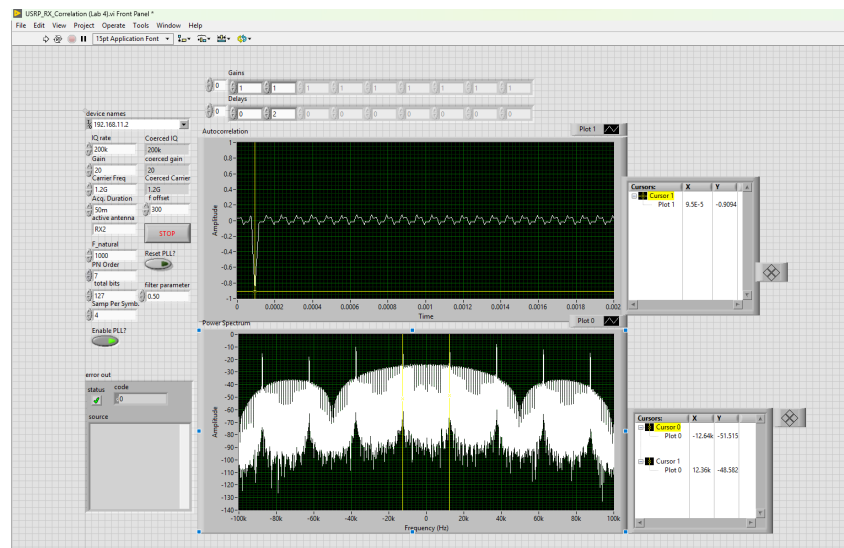 USRP_RX_Correlation (Lab 4).vi Front Panel *
File Edit View Project Operate Tools Window Help
15pt Application Font
Gains
0 1 1 1 1 1 1 1 1 1
Delays
0 0 2 0 0 0 0 0 0 0
device names
192.168.11.2
IQ rate Coerced IQ
200k 200k
Gain coerced gain
20 20
Carrier Freq Coerced Carrier
1.2G 1.2G
Acq. Duration f offset
50m 300
active antenna
RX2 STOP
F_natural
1000 Reset PLL?
PN Order
7
total bits filter parameter
127 0.50
Samp Per Symb.
4
Enable PLL?
error out
status code
0
source
Autocorrelation Plot 1
Amplitude
1
0.8
0.6
0.4
0.2
0
-0.2
-0.4
-0.6
-0.8
-1
0 0.0002 0.0004 0.0006 0.0008 0.001 0.0012 0.0014 0.0016 0.0018 0.002
Time
Cursors: X Y
Cursor 1
Plot 1 9.5E-5 -0.9094
Power Spectrum Plot 0
Amplitude
0
-10
-20
-30
-40
-50
-60
-70
-80
-90
-100
-110
-120
-130
-140
-100k -80k -60k -40k -20k 0 20k 40k 60k 80k 100k
Frequency (Hz)
Cursors: X Y
Cursor 0
Plot 0 -12.64k -51.515
Cursor 1
Plot 0 12.36k -48.582